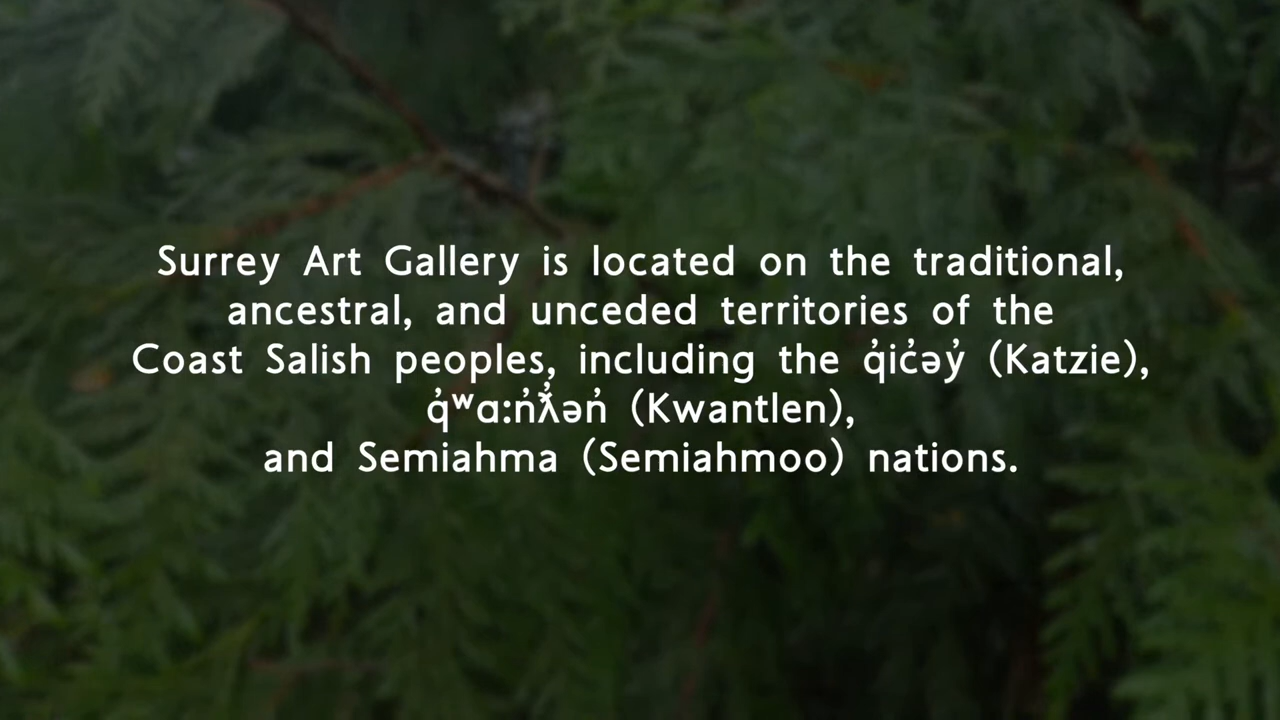 Surrey Art Gallery is located on the traditional,
ancestral, and unceded territories of the
Coast Salish peoples, including the q̓ic̓əy̓ (Katzie),
q̓ʷɑ:n̓ƛ̓ən̓ (Kwantlen),
and Semiahma (Semiahmoo) nations.